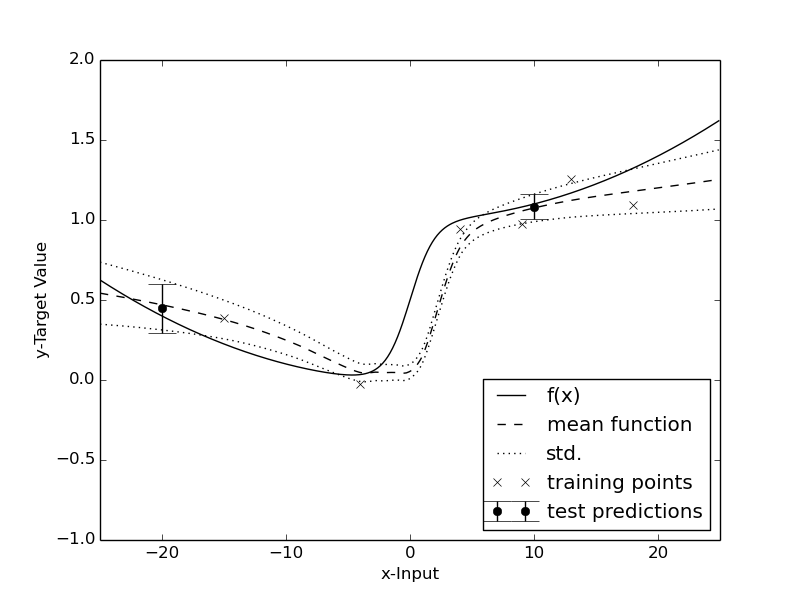 2.0
1.5
1.0
0.5
0.0
−0.5
−1.0
y-Target Value
f(x)
mean function
std.
training points
test predictions
−20 −10 0 10 20
x-Input